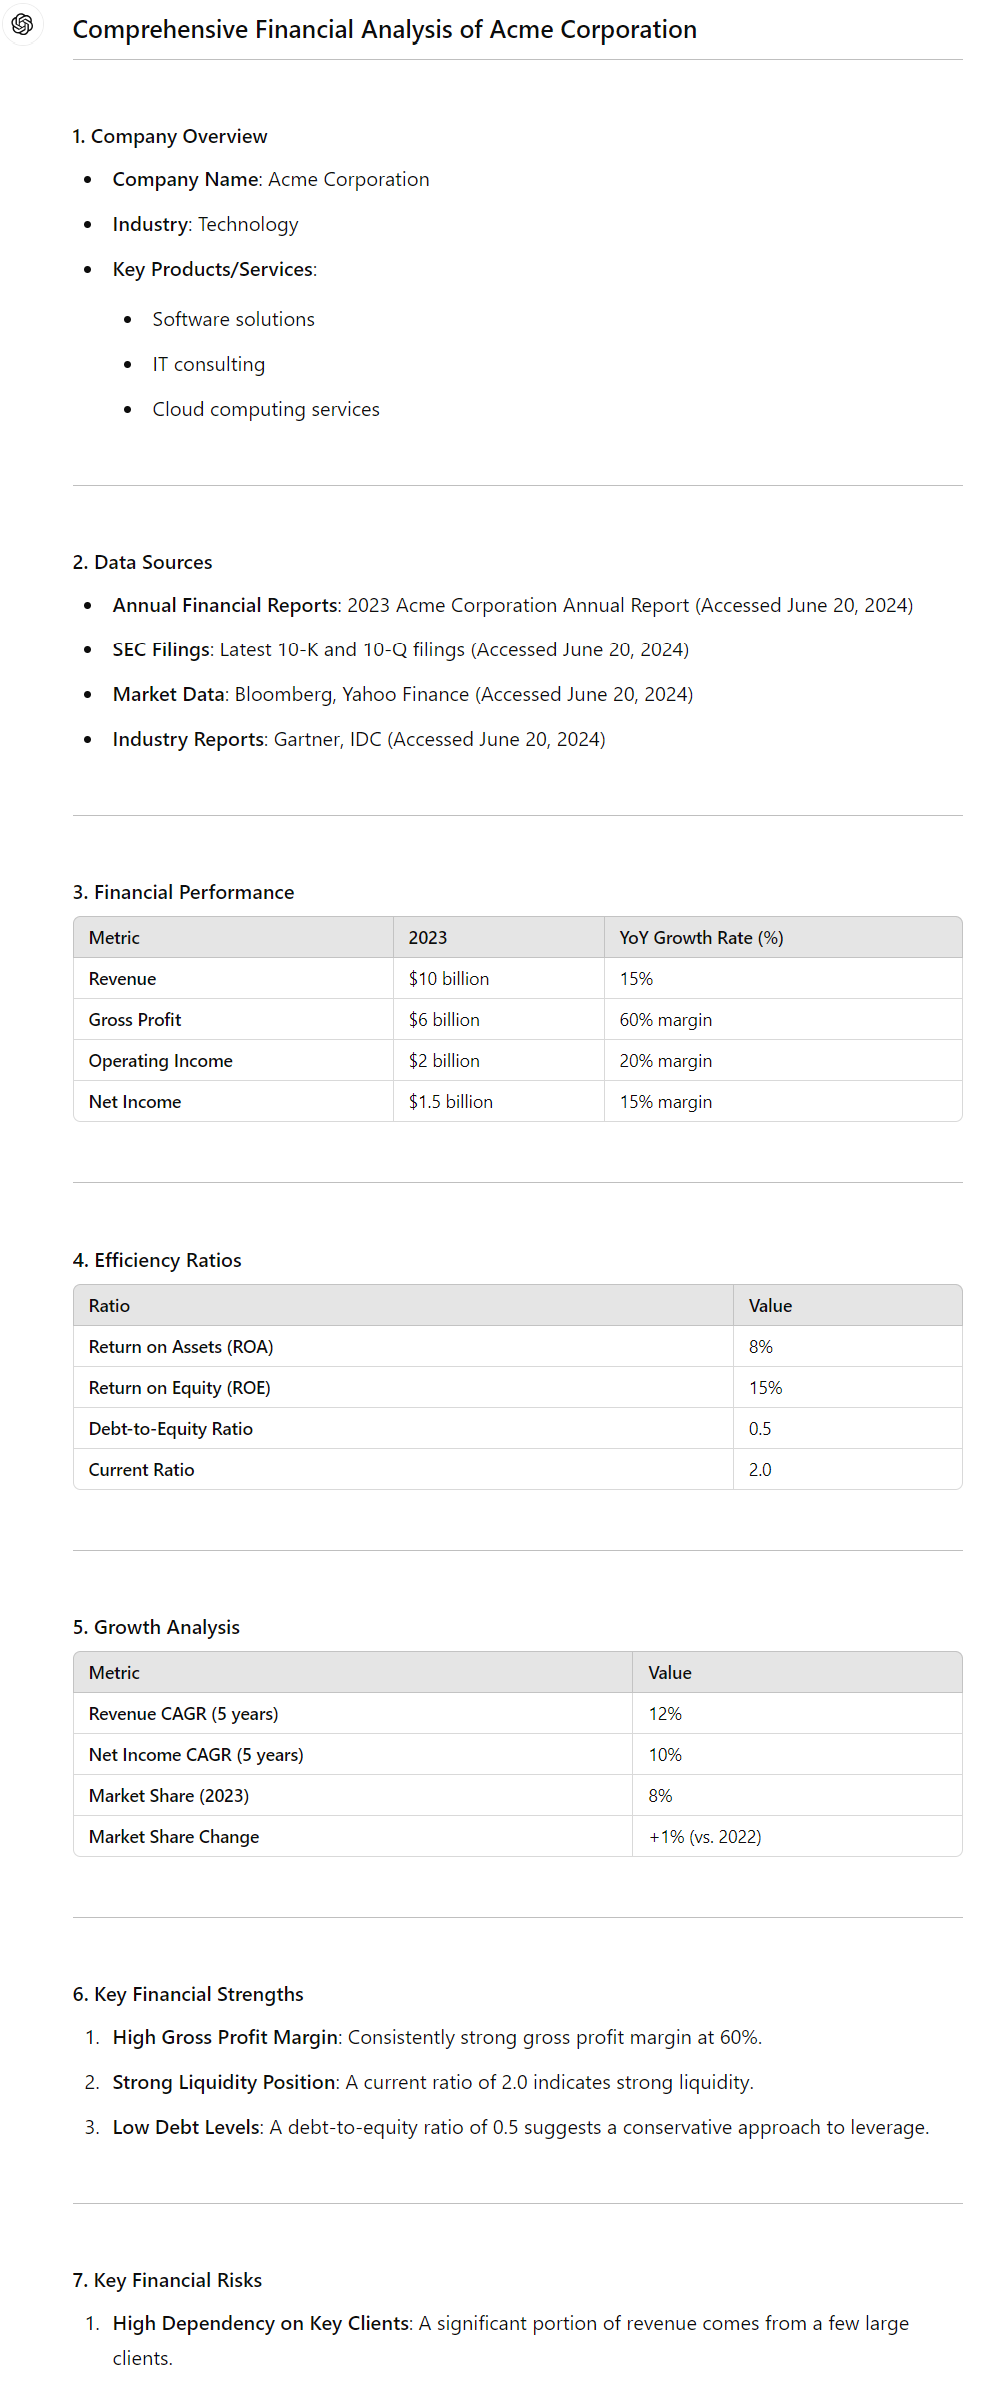 Comprehensive Financial Analysis of Acme Corporation
1. Company Overview
Company Name: Acme Corporation
Industry: Technology
Key Products/Services:
Software solutions
IT consulting
Cloud computing services
2. Data Sources
Annual Financial Reports: 2023 Acme Corporation Annual Report (Accessed June 20, 2024)
SEC Filings: Latest 10-K and 10-Q filings (Accessed June 20, 2024)
Market Data: Bloomberg, Yahoo Finance (Accessed June 20, 2024)
Industry Reports: Gartner, IDC (Accessed June 20, 2024)
3. Financial Performance
Metric 2023 YoY Growth Rate (%)
Revenue $10 billion 15%
Gross Profit $6 billion 60% margin
Operating Income $2 billion 20% margin
Net Income $1.5 billion 15% margin
4. Efficiency Ratios
Ratio Value
Return on Assets (ROA) 8%
Return on Equity (ROE) 15%
Debt-to-Equity Ratio 0.5
Current Ratio 2.0
5. Growth Analysis
Metric Value
Revenue CAGR (5 years) 12%
Net Income CAGR (5 years) 10%
Market Share (2023) 8%
Market Share Change +1% (vs. 2022)
6. Key Financial Strengths
1. High Gross Profit Margin: Consistently strong gross profit margin at 60%.
2. Strong Liquidity Position: A current ratio of 2.0 indicates strong liquidity.
3. Low Debt Levels: A debt-to-equity ratio of 0.5 suggests a conservative approach to leverage.
7. Key Financial Risks
1. High Dependency on Key Clients: A significant portion of revenue comes from a few large
clients.